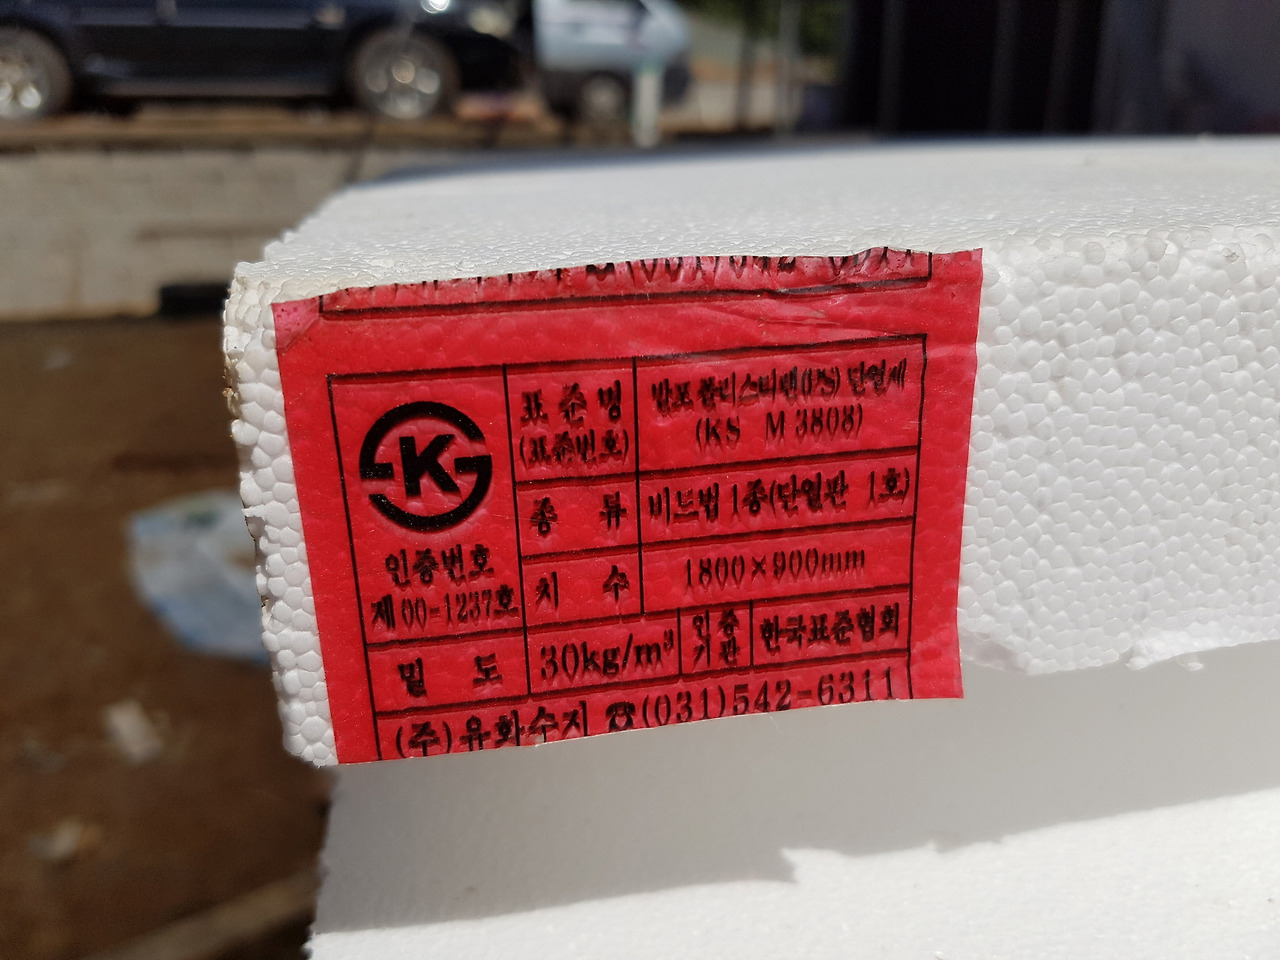 표준명
(표준번호)
발포 폴리스티렌(EPS) 단열재
(KS M 3808)
종 류
비드법 1종(단열판 1호)
K
인증번호
제 00-1237호
치 수
1800×900mm
밀 도
30kg/m³
인증
기관
한국표준협회
(주)유화수지 ☎(031)542-6311